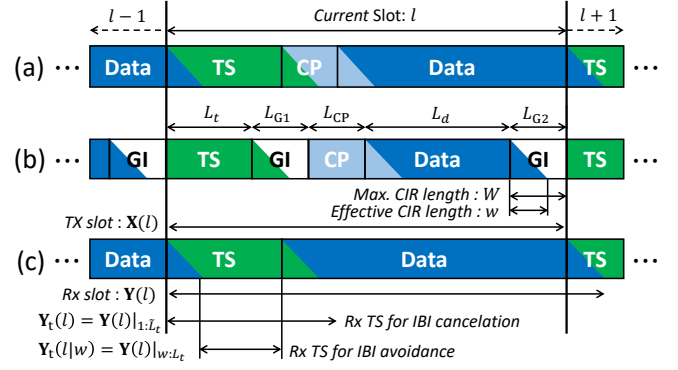 l − 1 Current Slot: l l + 1
(a) ··· Data TS CP Data TS ···
L_t L_G1 L_CP L_d L_G2
(b) ··· GI TS GI CP Data GI TS ···
Max. CIR length : W
Effective CIR length : w
TX slot : X(l)
(c) ··· Data TS Data TS ···
Rx slot : Y(l)
Y_t(l) = Y(l)|_{1:L̃_t} Rx TS for IBI cancelation
Y_t(l|w) = Y(l)|_{w:L_t} Rx TS for IBI avoidance